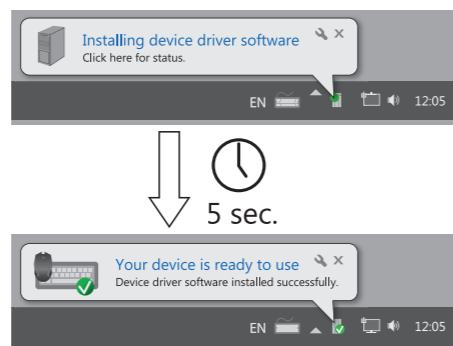 Installing device driver software
Click here for status.
EN 12:05
5 sec.
Your device is ready to use
Device driver software installed successfully.
EN 12:05